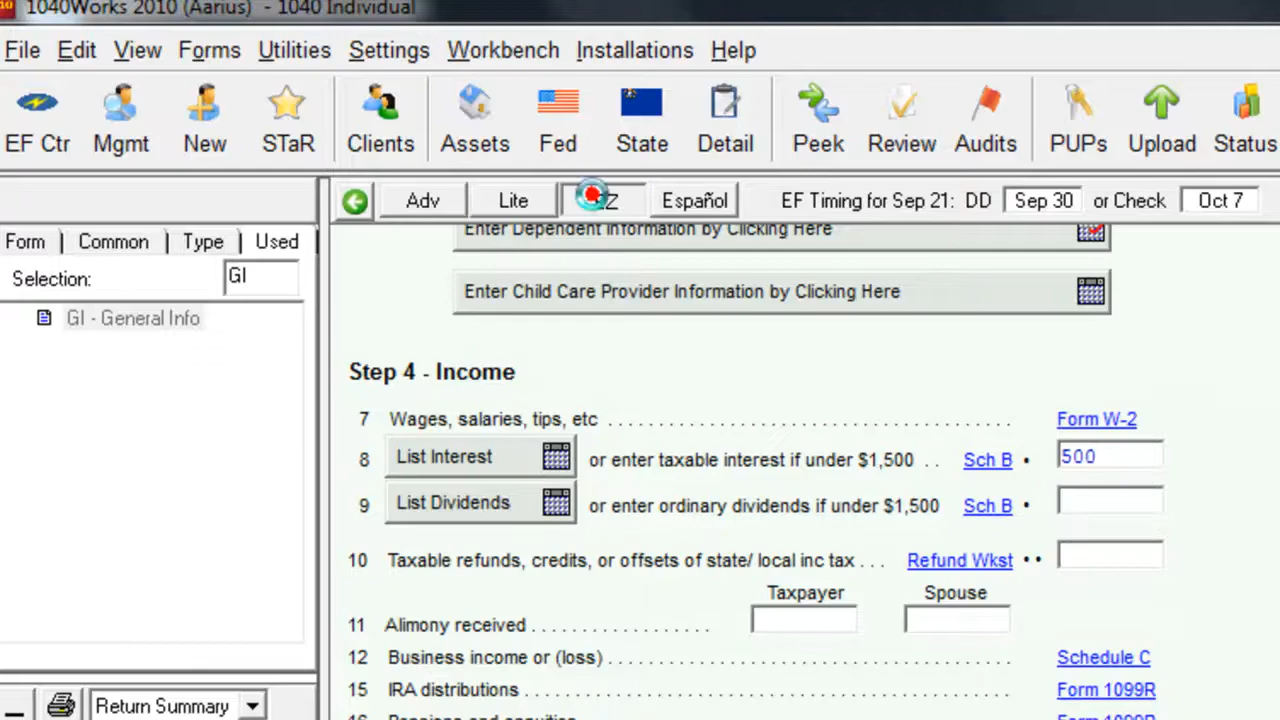 1040Works 2010 (Aarius) - 1040 Individual
File Edit View Forms Utilities Settings Workbench Installations Help
EF Ctr Mgmt New STaR Clients Assets Fed State Detail Peek Review Audits PUPs Upload Status
Adv Lite Z Español EF Timing for Sep 21: DD Sep 30 or Check Oct 7
Form Common Type Used
Selection: GI
GI - General Info
Enter Dependent Information by Clicking Here
Enter Child Care Provider Information by Clicking Here
Step 4 - Income
7 Wages, salaries, tips, etc . . . . . . . . . . . . . . . . . . . . . . . . . . . . . . . . . . . . . . . . Form W-2
8 List Interest or enter taxable interest if under $1,500 . . Sch B • 500
9 List Dividends or enter ordinary dividends if under $1,500 Sch B •
10 Taxable refunds, credits, or offsets of state/ local inc tax . . . Refund Wkst • •
Taxpayer Spouse
11 Alimony received . . . . . . . . . . . . . . . . . .
12 Business income or (loss) . . . . . . . . . . . . . . . . . . . . . . . . . . . . . . . . . . . . . . . . Schedule C
15 IRA distributions . . . . . . . . . . . . . . . . . . . . . . . . . . . . . . . . . . . . . . . . . . . . . . . . Form 1099R
16 Pensions and annuities Form 1099R
Return Summary